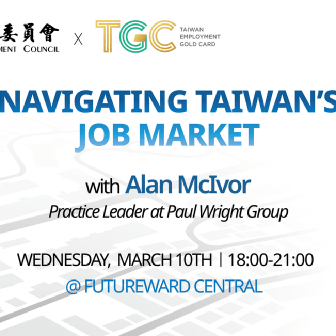 委員會
MENT COUNCIL X TGC TAIWAN
EMPLOYMENT
GOLD CARD
NAVIGATING TAIWAN'S
JOB MARKET
with Alan McIvor
Practice Leader at Paul Wright Group
WEDNESDAY, MARCH 10TH | 18:00-21:00
@ FUTUREWARD CENTRAL